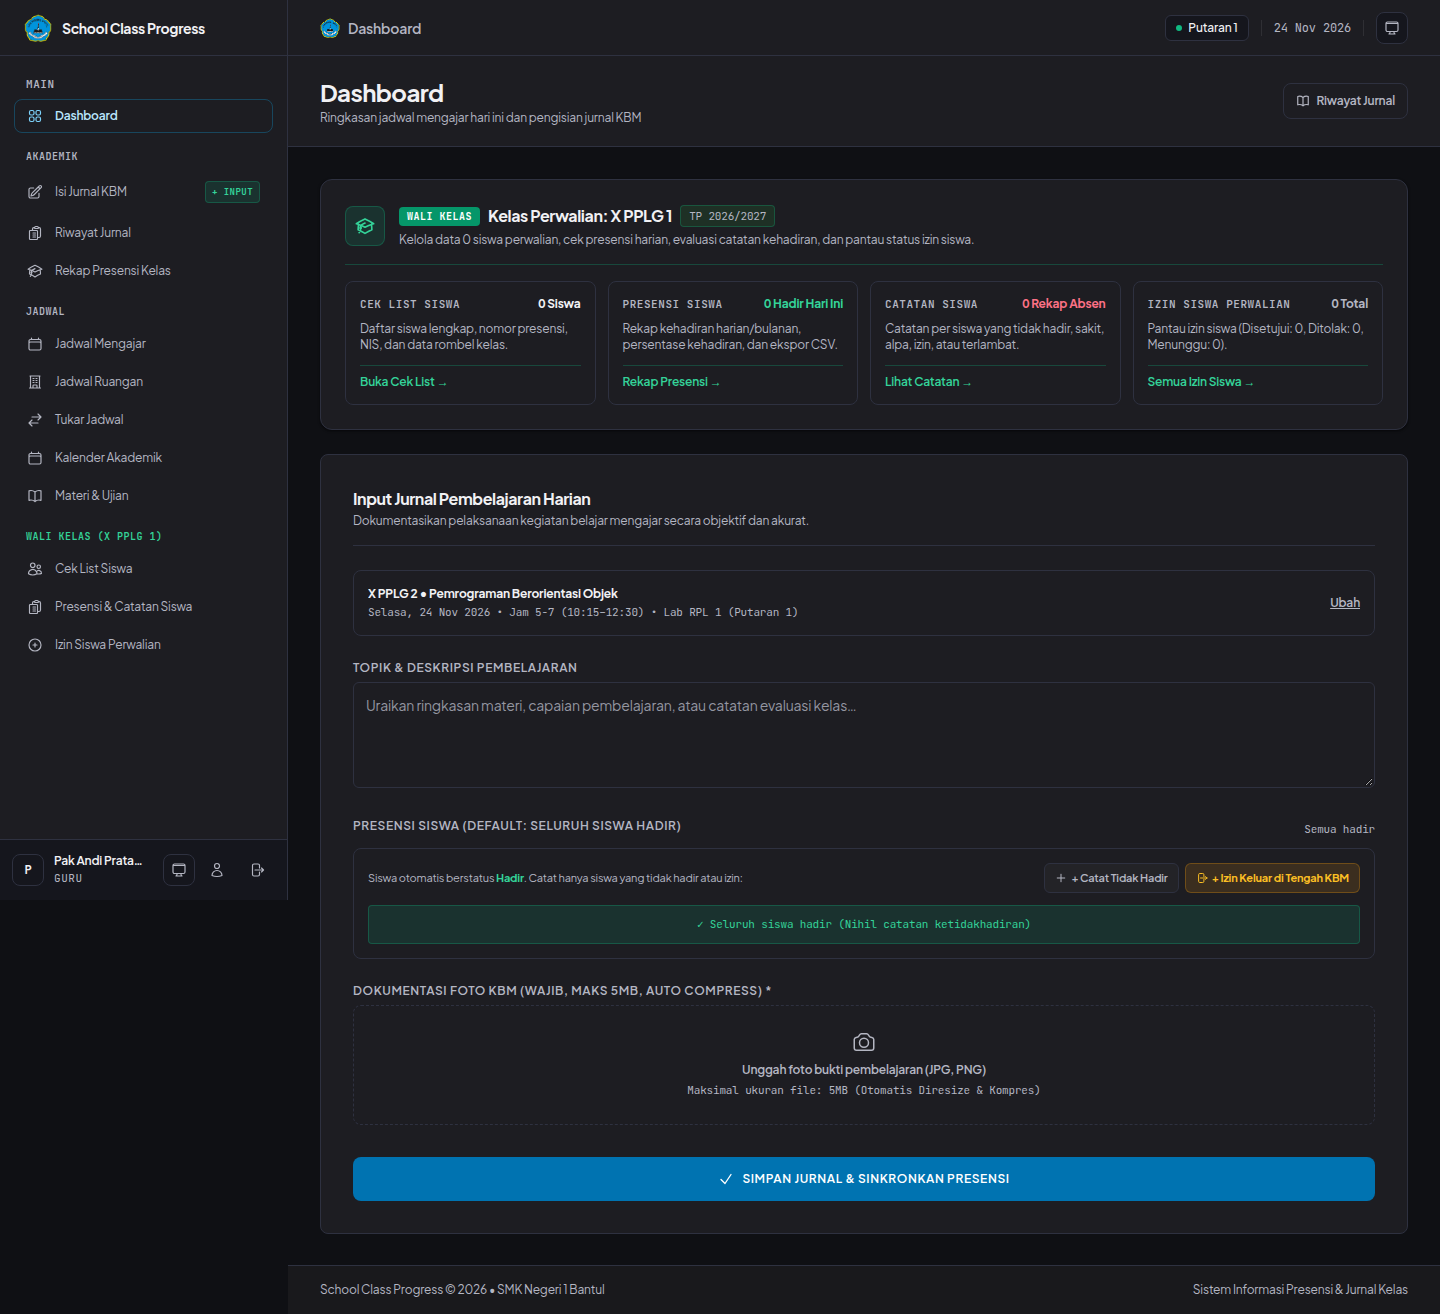 School Class Progress
Dashboard
Putaran 1
24 Nov 2026
MAIN
Dashboard
AKADEMIK
Isi Jurnal KBM
+ INPUT
Riwayat Jurnal
Rekap Presensi Kelas
JADWAL
Jadwal Mengajar
Jadwal Ruangan
Tukar Jadwal
Kalender Akademik
Materi & Ujian
WALI KELAS (X PPLG 1)
Cek List Siswa
Presensi & Catatan Siswa
Izin Siswa Perwalian
P
Pak Andi Prata...
GURU
Dashboard
Ringkasan jadwal mengajar hari ini dan pengisian jurnal KBM
Riwayat Jurnal
WALI KELAS
Kelas Perwalian: X PPLG 1
TP 2026/2027
Kelola data 0 siswa perwalian, cek presensi harian, evaluasi catatan kehadiran, dan pantau status izin siswa.
CEK LIST SISWA
0 Siswa
Daftar siswa lengkap, nomor presensi,
NIS, dan data rombel kelas.
Buka Cek List →
PRESENSI SISWA
0 Hadir Hari Ini
Rekap kehadiran harian/bulanan,
persentase kehadiran, dan ekspor CSV.
Rekap Presensi →
CATATAN SISWA
0 Rekap Absen
Catatan per siswa yang tidak hadir, sakit,
alpa, izin, atau terlambat.
Lihat Catatan →
IZIN SISWA PERWALIAN
0 Total
Pantau izin siswa (Disetujui: 0, Ditolak: 0,
Menunggu: 0).
Semua Izin Siswa →
Input Jurnal Pembelajaran Harian
Dokumentasikan pelaksanaan kegiatan belajar mengajar secara objektif dan akurat.
X PPLG 2 • Pemrograman Berorientasi Objek
Selasa, 24 Nov 2026 • Jam 5-7 (10:15–12:30) • Lab RPL 1 (Putaran 1)
Ubah
TOPIK & DESKRIPSI PEMBELAJARAN
Uraikan ringkasan materi, capaian pembelajaran, atau catatan evaluasi kelas...
PRESENSI SISWA (DEFAULT: SELURUH SISWA HADIR)
Semua hadir
Siswa otomatis berstatus Hadir. Catat hanya siswa yang tidak hadir atau izin:
+ Catat Tidak Hadir
+ Izin Keluar di Tengah KBM
✓ Seluruh siswa hadir (Nihil catatan ketidakhadiran)
DOKUMENTASI FOTO KBM (WAJIB, MAKS 5MB, AUTO COMPRESS) *
Unggah foto bukti pembelajaran (JPG, PNG)
Maksimal ukuran file: 5MB (Otomatis Diresize & Kompres)
SIMPAN JURNAL & SINKRONKAN PRESENSI
School Class Progress © 2026 • SMK Negeri 1 Bantul
Sistem Informasi Presensi & Jurnal Kelas